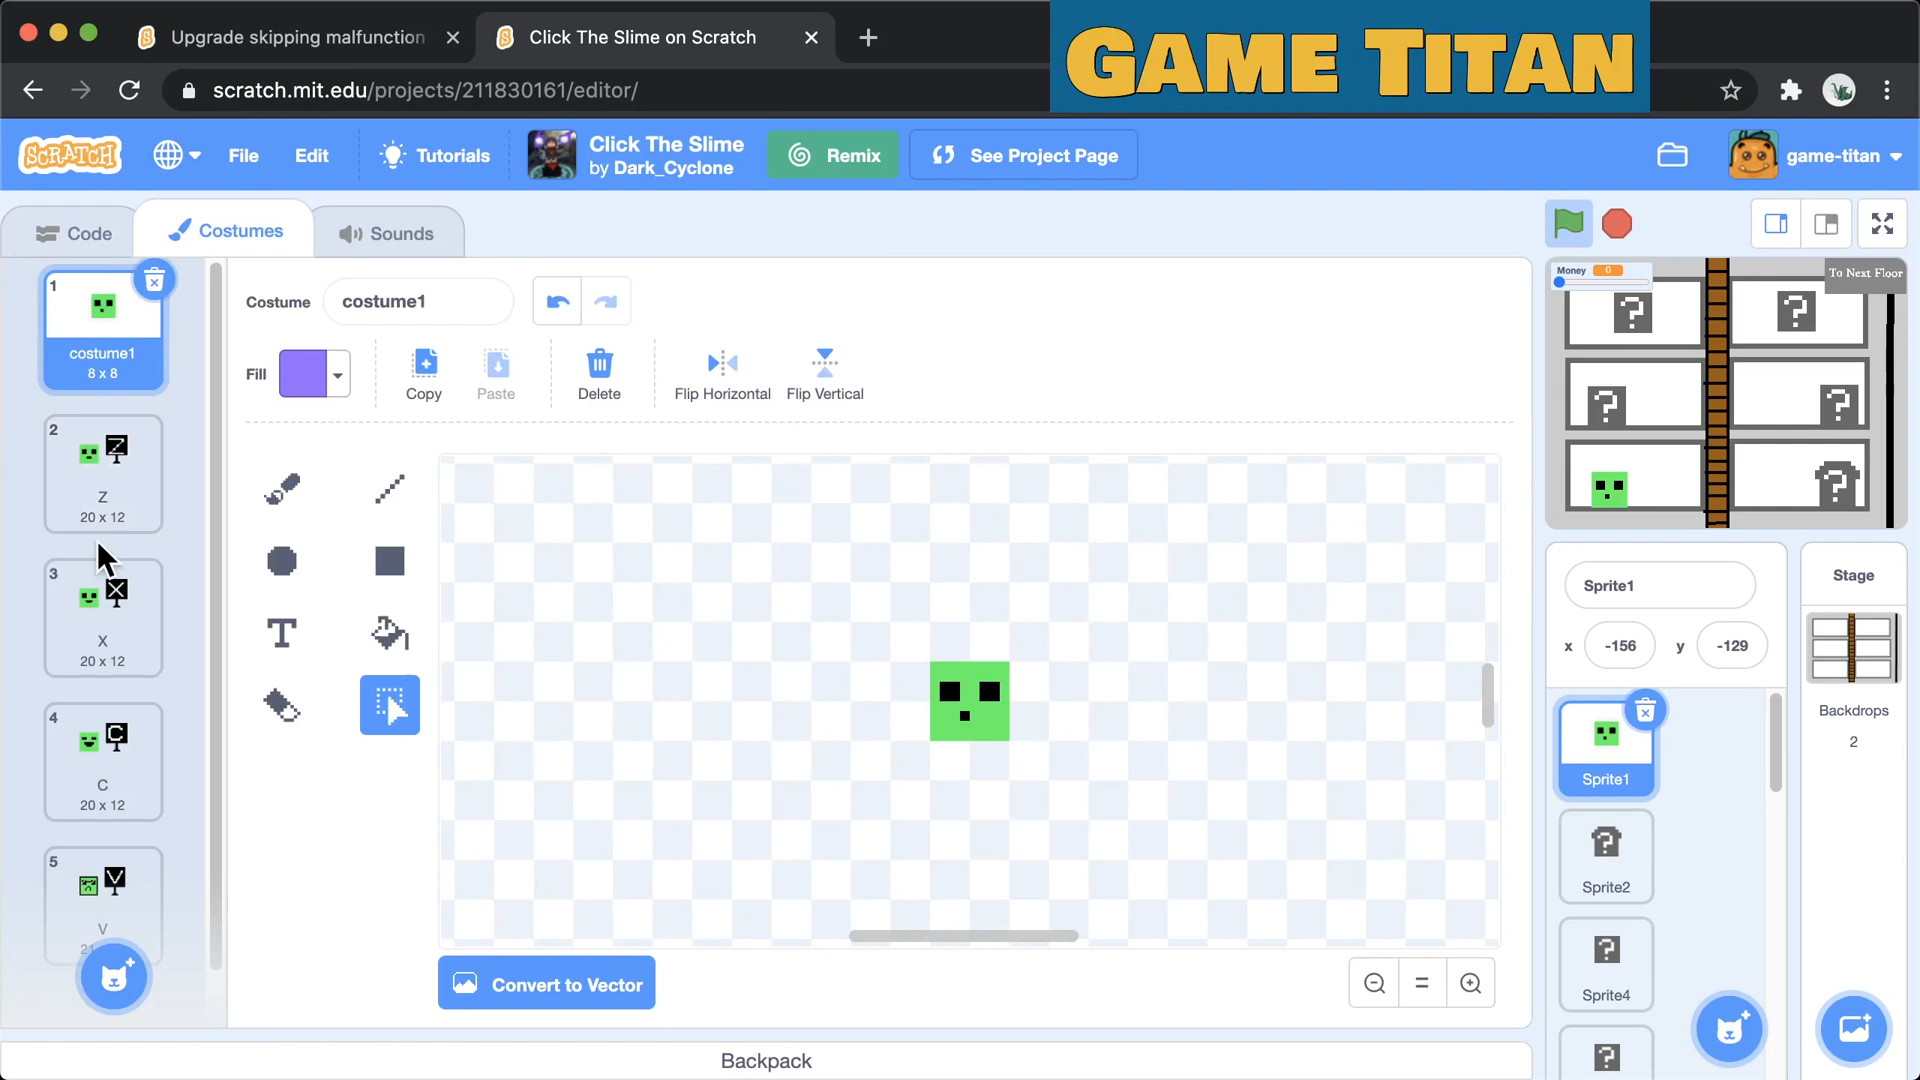 Upgrade skipping malfunction
Click The Slime on Scratch
GAME TITAN
scratch.mit.edu/projects/211830161/editor/
SCRATCH
File
Edit
Tutorials
Click The Slime
by Dark_Cyclone
Remix
See Project Page
game-titan
Code
Costumes
Sounds
1
costume1
8 x 8
2
Z
Z
20 x 12
3
X
X
20 x 12
4
C
C
20 x 12
5
V
V
21
Costume
costume1
Fill
Copy
Paste
Delete
Flip Horizontal
Flip Vertical
T
Convert to Vector
=
Backpack
Money 0
To Next Floor
?
?
?
?
?
Sprite1
x -156 y -129
Sprite1
?
Sprite2
?
Sprite4
?
Stage
Backdrops
2